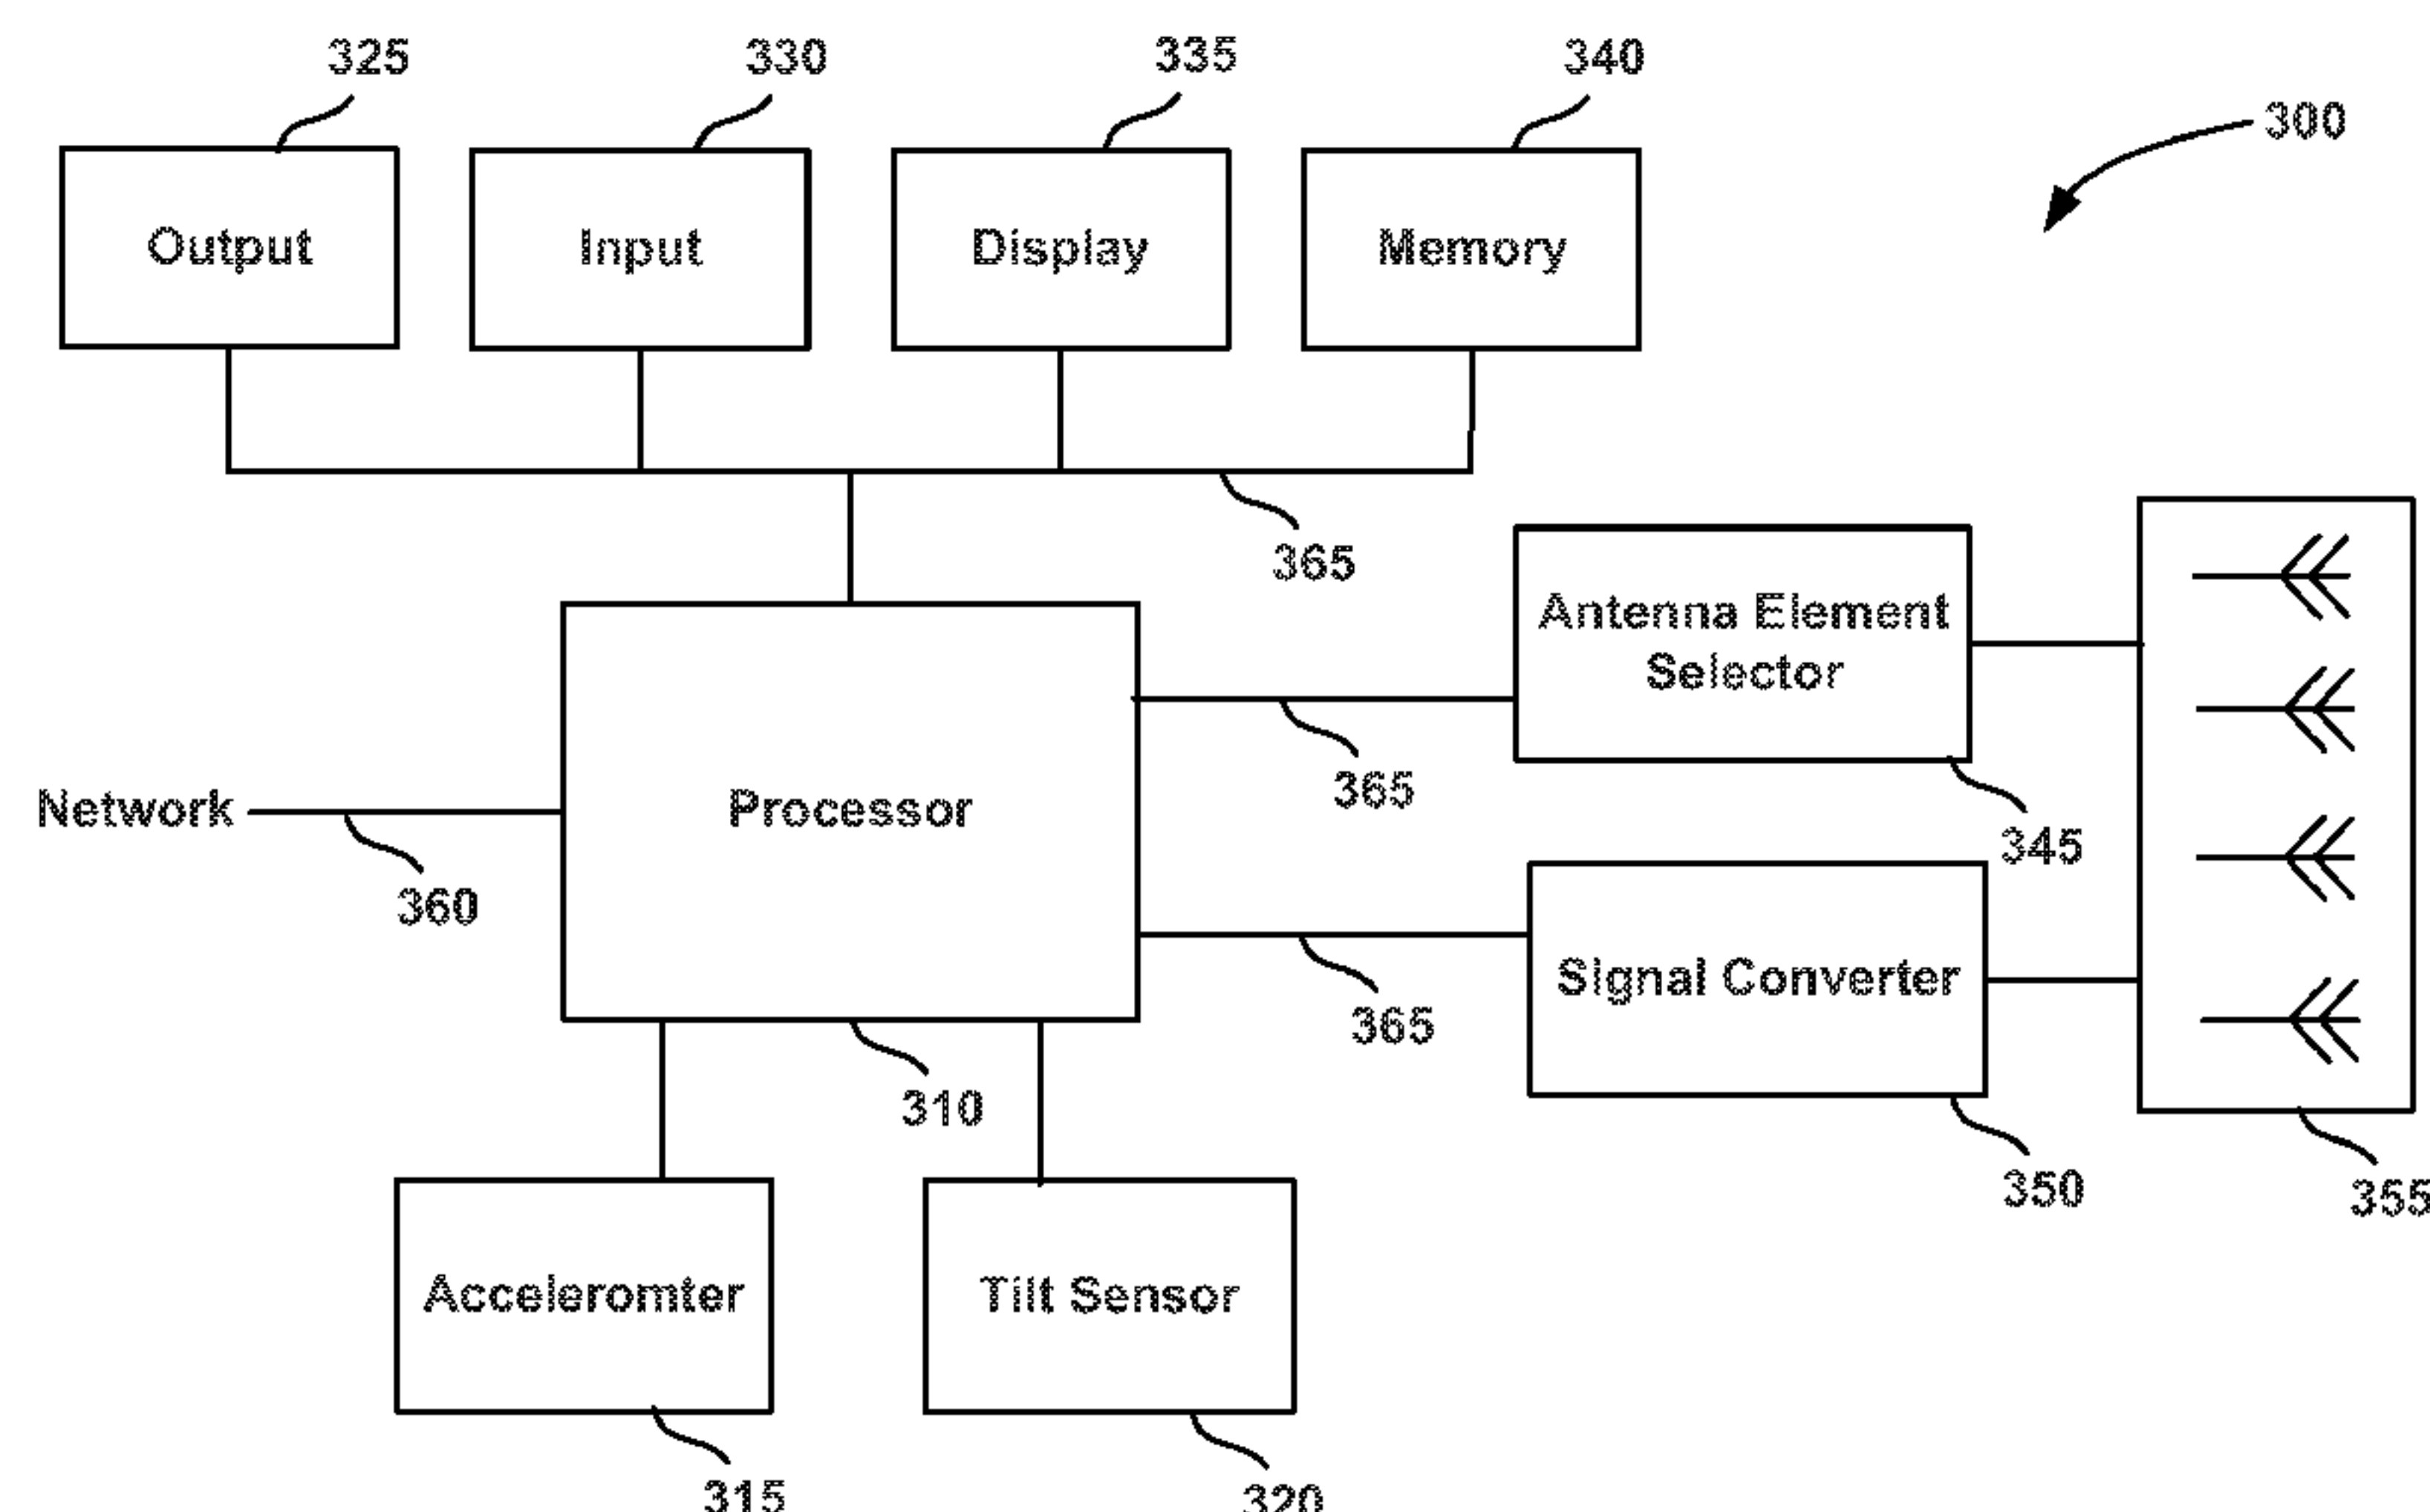 325
330
335
340
300
Output
Input
Display
Memory
365
Antenna Element
Selector
365
Network
Processor
345
360
Signal Converter
365
310
350
355
Acceleromter
Tilt Sensor
315
320